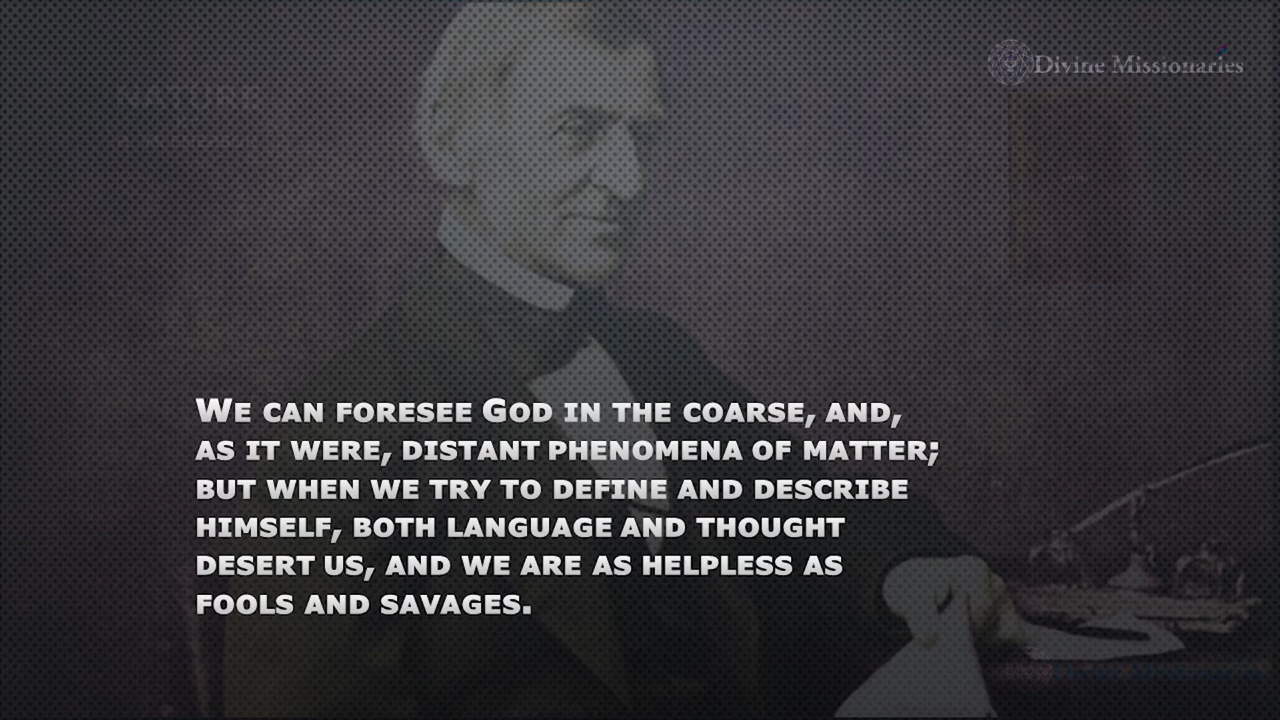 NATURE
Divine Missionaries
WE CAN FORESEE GOD IN THE COARSE, AND,
AS IT WERE, DISTANT PHENOMENA OF MATTER;
BUT WHEN WE TRY TO DEFINE AND DESCRIBE
HIMSELF, BOTH LANGUAGE AND THOUGHT
DESERT US, AND WE ARE AS HELPLESS AS
FOOLS AND SAVAGES.